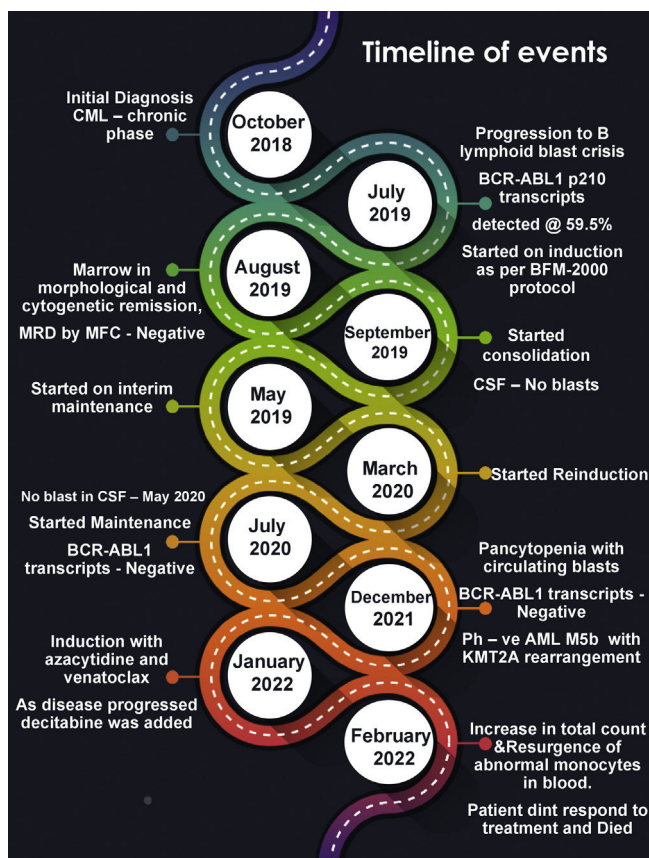 Timeline of events
Initial Diagnosis
CML – chronic
phase
October
2018
Progression to B
lymphoid blast crisis
BCR-ABL1 p210
transcripts
detected @ 59.5%
Started on induction
as per BFM-2000
protocol
July
2019
Marrow in
morphological and
cytogenetic remission,
MRD by MFC - Negative
August
2019
September
2019
Started
consolidation
CSF – No blasts
Started on interim
maintenance
May
2019
March
2020
Started Reinduction
No blast in CSF – May 2020
Started Maintenance
BCR-ABL1
transcripts - Negative
July
2020
December
2021
Pancytopenia with
circulating blasts
BCR-ABL1 transcripts -
Negative
Ph – ve AML M5b with
KMT2A rearrangement
Induction with
azacytidine and
venatoclax
As disease progressed
decitabine was added
January
2022
February
2022
Increase in total count
&Resurgence of
abnormal monocytes
in blood.
Patient dint respond to
treatment and Died